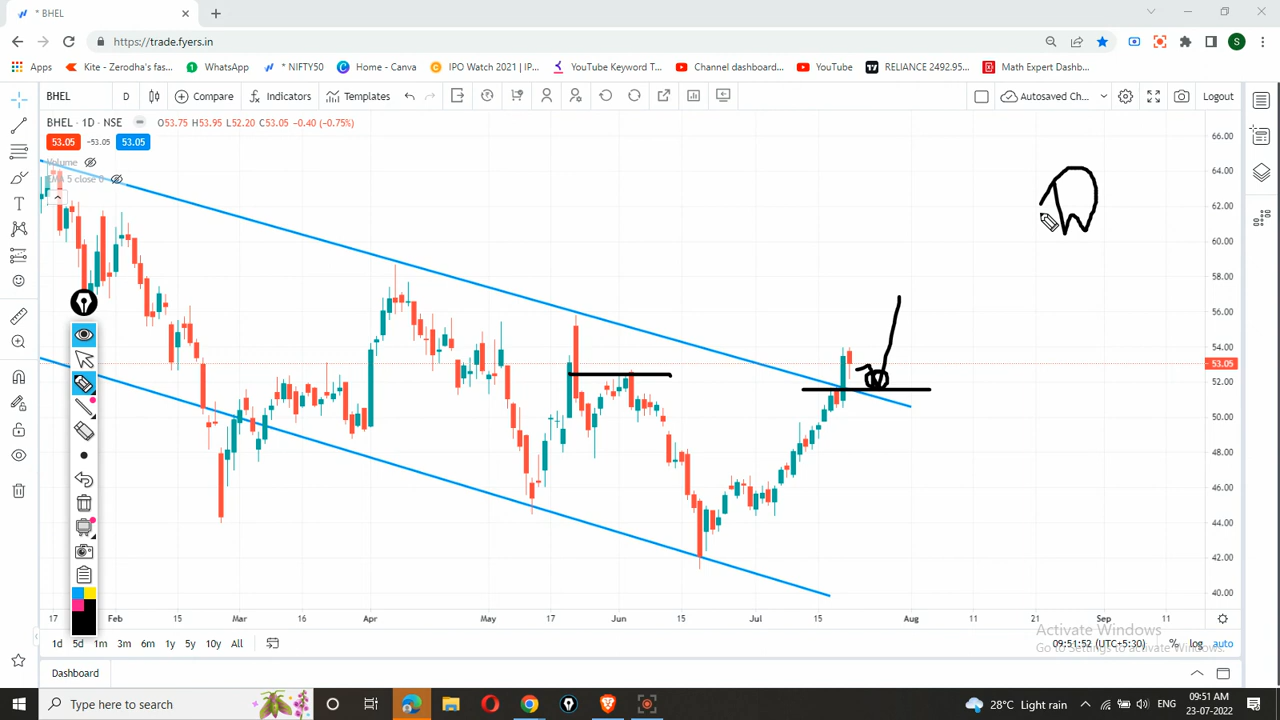 * BHEL
https://trade.fyers.in
Apps
Kite - Zerodha's fas...
WhatsApp
* NIFTY50
Home - Canva
IPO Watch 2021 | IP...
YouTube Keyword T...
Channel dashboard...
YouTube
RELIANCE 2492.95...
Math Expert Dashb...
BHEL
D
Compare
Indicators
Templates
Autosaved Ch...
Logout
BHEL · 1D · NSE
O53.75 H53.95 L52.20 C53.05 −0.40 (−0.75%)
53.05
−53.05
53.05
Volume
EMA 5 close 0
66.00
64.00
62.00
60.00
58.00
56.00
54.00
53.05
52.00
50.00
48.00
46.00
44.00
42.00
40.00
17 Feb 15 Mar 16 Apr May 17 Jun 15 Jul 15 Aug 11 21 Sep 11
1d 5d 1m 3m 6m 1y 5y 10y All
Activate Windows
Go to Settings to activate Windows.
09:51:52 (UTC+5:30)
% log auto
Dashboard
Type here to search
28°C Light rain
ENG
09:51 AM
23-07-2022
S